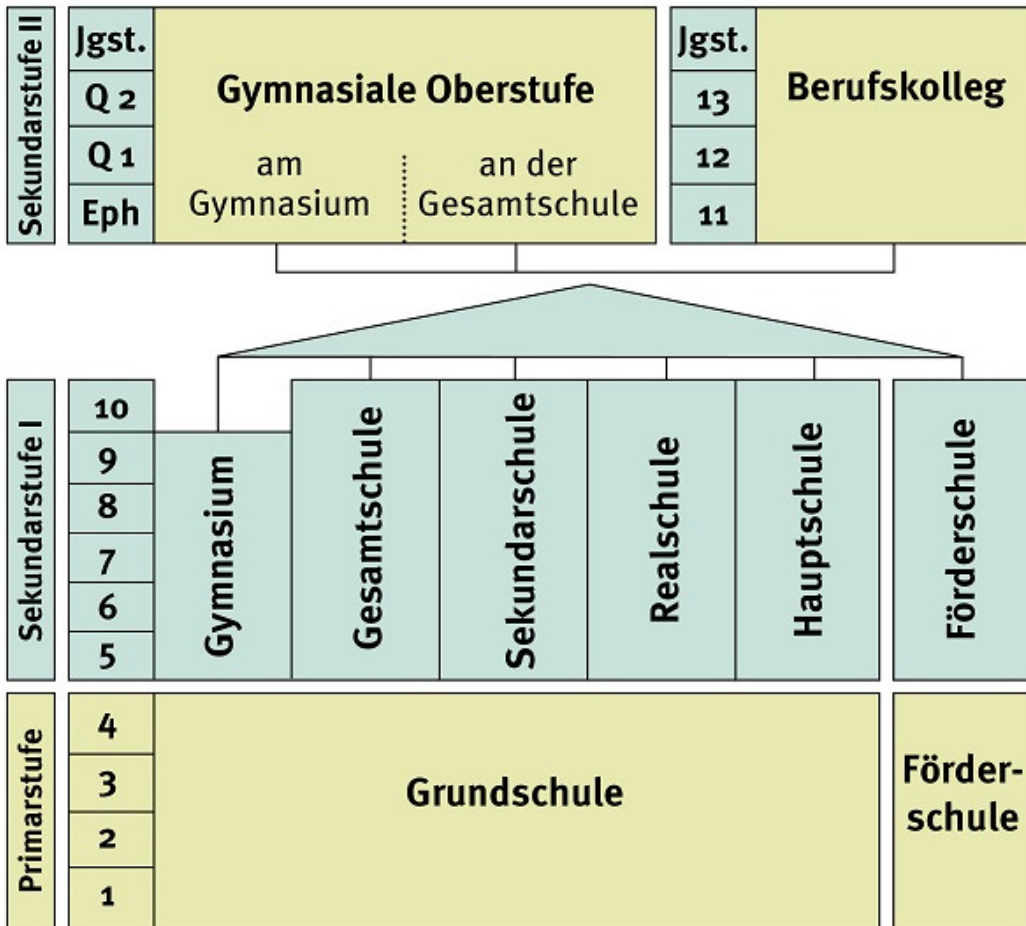 Sekundarstufe II
Jgst.
Q 2
Q 1
Eph
Gymnasiale Oberstufe
am
Gymnasium
an der
Gesamtschule
Jgst.
13
12
11
Berufskolleg
Sekundarstufe I
10
9
8
7
6
5
Gymnasium
Gesamtschule
Sekundarschule
Realschule
Hauptschule
Förderschule
Primarstufe
4
3
2
1
Grundschule
Förder-
schule